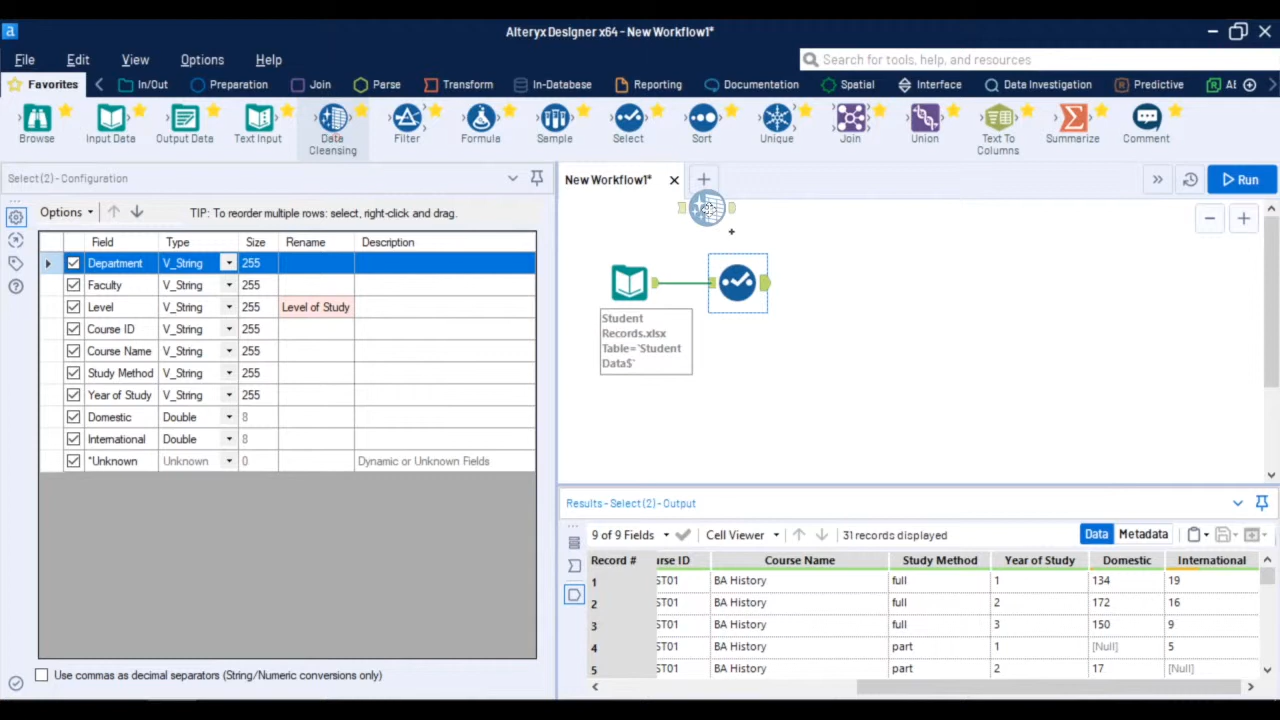 a
Alteryx Designer x64 - New Workflow1*
File Edit View Options Help
Search for tools, help, and resources
Favorites In/Out Preparation Join Parse Transform In-Database Reporting Documentation Spatial Interface Data Investigation Predictive
Browse Input Data Output Data Text Input Data Cleansing Filter Formula Sample Select Sort Unique Join Union Text To Columns Summarize Comment
Select (2) - Configuration
New Workflow1*
Run
Options
TIP: To reorder multiple rows: select, right-click and drag.
Field Type Size Rename Description
Department V_String 255
Faculty V_String 255
Level V_String 255 Level of Study
Course ID V_String 255
Course Name V_String 255
Study Method V_String 255
Year of Study V_String 255
Domestic Double 8
International Double 8
*Unknown Unknown 0 Dynamic or Unknown Fields
Use commas as decimal separators (String/Numeric conversions only)
Student
Records.xlsx
Table=`Student
Data$`
Results - Select (2) - Output
9 of 9 Fields Cell Viewer 31 records displayed Data Metadata
Record # rse ID Course Name Study Method Year of Study Domestic International
1 ST01 BA History full 1 134 19
2 ST01 BA History full 2 172 16
3 ST01 BA History full 3 150 9
4 ST01 BA History part 1 [Null] 5
5 ST01 BA History part 2 17 [Null]